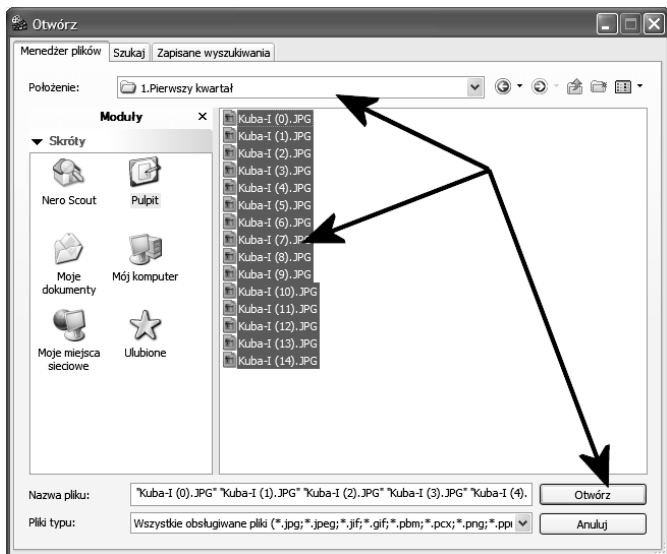 Otwórz
Menedżer plików Szukaj Zapisane wyszukiwania
Położenie: 1.Pierwszy kwartał
Moduły ×
Skróty
Nero Scout Pulpit
Moje dokumenty Mój komputer
Moje miejsca sieciowe Ulubione
Kuba-I (0).JPG
Kuba-I (1).JPG
Kuba-I (2).JPG
Kuba-I (3).JPG
Kuba-I (4).JPG
Kuba-I (5).JPG
Kuba-I (6).JPG
Kuba-I (7).JPG
Kuba-I (8).JPG
Kuba-I (9).JPG
Kuba-I (10).JPG
Kuba-I (11).JPG
Kuba-I (12).JPG
Kuba-I (13).JPG
Kuba-I (14).JPG
Nazwa pliku: "Kuba-I (0).JPG" "Kuba-I (1).JPG" "Kuba-I (2).JPG" "Kuba-I (3).JPG" "Kuba-I (4). Otwórz
Pliki typu: Wszystkie obsługiwane pliki (*.jpg;*.jpeg;*.jif;*.gif;*.pbm;*.pcx;*.png;*.pp Anuluj